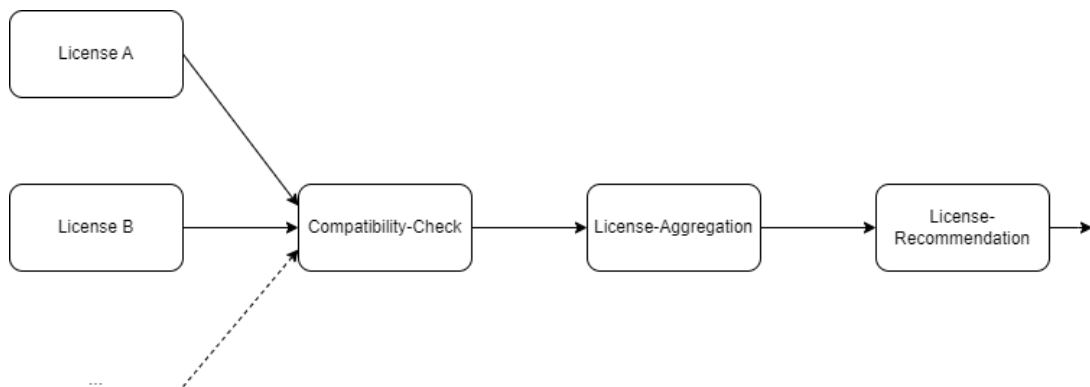 License A
License B
Compatibility-Check
License-Aggregation
License-
Recommendation
...